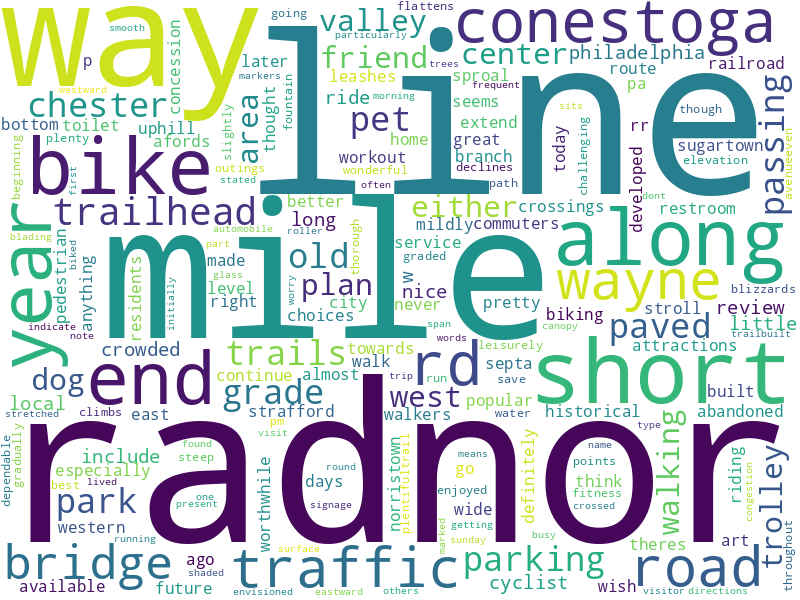 way
line
conestoga
flattens
going
smooth
particularly
trees
markers
valley
friend
center
philadelphia
concession
later
leashes
sproal
route
railroad
westward
p
chester
area
thought
fountain
ride
morning
seems
frequent
pa
sits
though
passing
bottom
toilet
uphill
slightly
pet
extend
rr
sugartown
plenty
afords
home
great
today
challenging
elevation
beginning
bike
outings
stated
workout
wonderful
branch
declines
developed
avenueeven
first
often
path
dont
trailhead
better
long
either
crossings
restroom
year
mile
along
blading
automobile
roller
mildly
commuters
biked
pedestrian
anything
part
made
old
thorough
service
graded
wayne
residents
glass
level
right
worry
plan
city
w
nice
pretty
blizzards
initially
choices
never
span
canopy
biking
stroll
review
indicate
note
crowded
trails
towards
words
leisurely
paved
little
trailbuilt
attractions
dog
end
continue
almost
walk
rd
septa
trip
run
save
short
built
local
grade
west
popular
water
stretched
climbs
east
strafford
walkers
historical
abandoned
radnor
dependable
gradually
include
especially
found
steep
pm
visit
norristown
plentifultrail
definitely
means
name
type
walking
riding
trolley
best
lived
worthwhile
round
days
go
enjoyed
points
think
fitness
congestion
park
one
present
signage
wide
getting
crossed
western
running
shaded
ago
marked
sunday
busy
theres
art
throughout
bridge
surface
traffic
parking
road
available
future
envisioned
eastward
others
cyclist
wish
visitor
directions